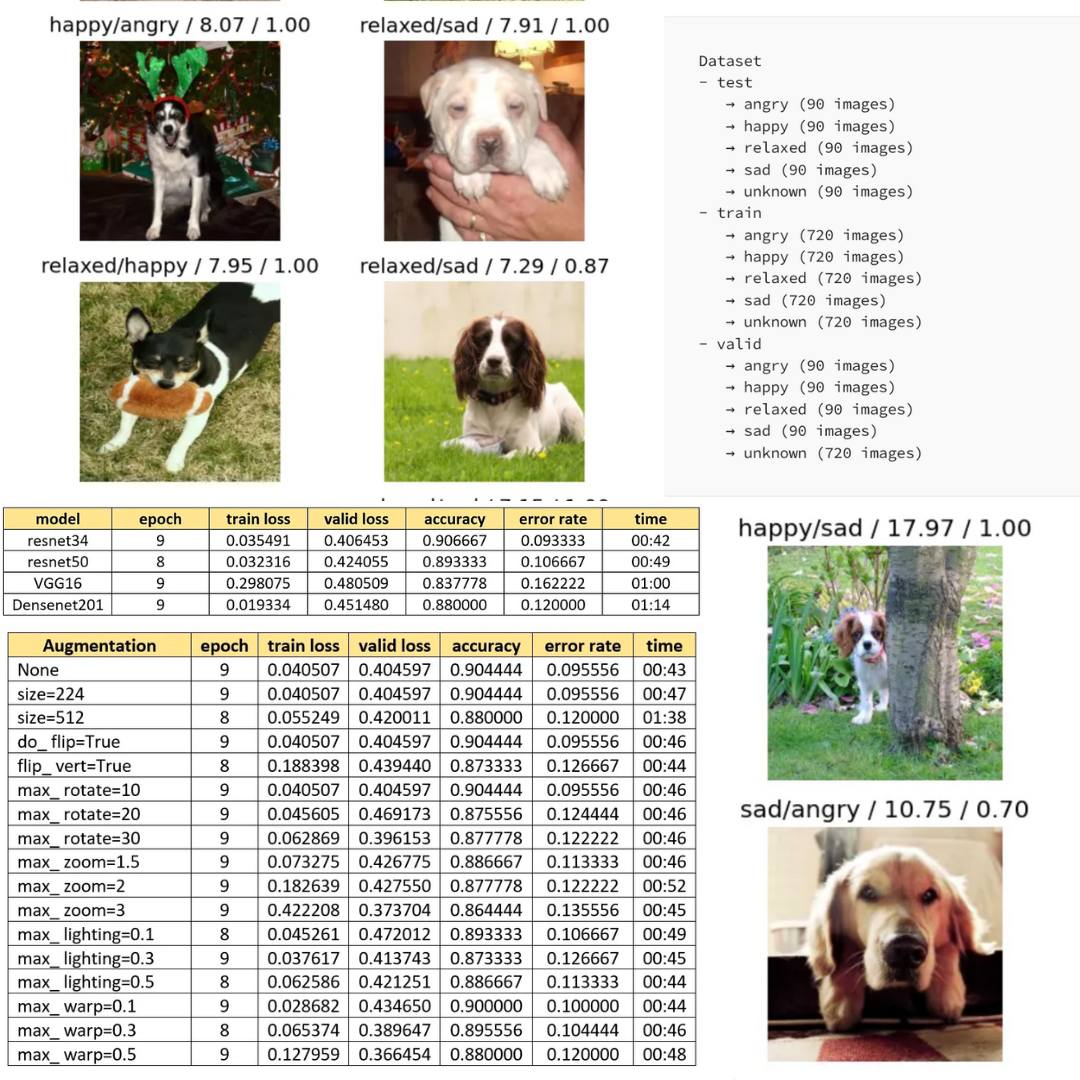 happy/angry / 8.07 / 1.00
relaxed/sad / 7.91 / 1.00
relaxed/happy / 7.95 / 1.00
relaxed/sad / 7.29 / 0.87
Dataset
- test
→ angry (90 images)
→ happy (90 images)
→ relaxed (90 images)
→ sad (90 images)
→ unknown (90 images)
- train
→ angry (720 images)
→ happy (720 images)
→ relaxed (720 images)
→ sad (720 images)
→ unknown (720 images)
- valid
→ angry (90 images)
→ happy (90 images)
→ relaxed (90 images)
→ sad (90 images)
→ unknown (720 images)
model epoch train loss valid loss accuracy error rate time
resnet34 9 0.035491 0.406453 0.906667 0.093333 00:42
resnet50 8 0.032316 0.424055 0.893333 0.106667 00:49
VGG16 9 0.298075 0.480509 0.837778 0.162222 01:00
Densenet201 9 0.019334 0.451480 0.880000 0.120000 01:14
Augmentation epoch train loss valid loss accuracy error rate time
None 9 0.040507 0.404597 0.904444 0.095556 00:43
size=224 9 0.040507 0.404597 0.904444 0.095556 00:47
size=512 8 0.055249 0.420011 0.880000 0.120000 01:38
do_ flip=True 9 0.040507 0.404597 0.904444 0.095556 00:46
flip_ vert=True 8 0.188398 0.439440 0.873333 0.126667 00:44
max_ rotate=10 9 0.040507 0.404597 0.904444 0.095556 00:46
max_ rotate=20 9 0.045605 0.469173 0.875556 0.124444 00:46
max_ rotate=30 9 0.062869 0.396153 0.877778 0.122222 00:46
max_ zoom=1.5 9 0.073275 0.426775 0.886667 0.113333 00:46
max_ zoom=2 9 0.182639 0.427550 0.877778 0.122222 00:52
max_ zoom=3 9 0.422208 0.373704 0.864444 0.135556 00:45
max_ lighting=0.1 8 0.045261 0.472012 0.893333 0.106667 00:49
max_ lighting=0.3 9 0.037617 0.413743 0.873333 0.126667 00:45
max_ lighting=0.5 8 0.062586 0.421251 0.886667 0.113333 00:44
max_ warp=0.1 9 0.028682 0.434650 0.900000 0.100000 00:44
max_ warp=0.3 8 0.065374 0.389647 0.895556 0.104444 00:46
max_ warp=0.5 9 0.127959 0.366454 0.880000 0.120000 00:48
happy/sad / 17.97 / 1.00
sad/angry / 10.75 / 0.70